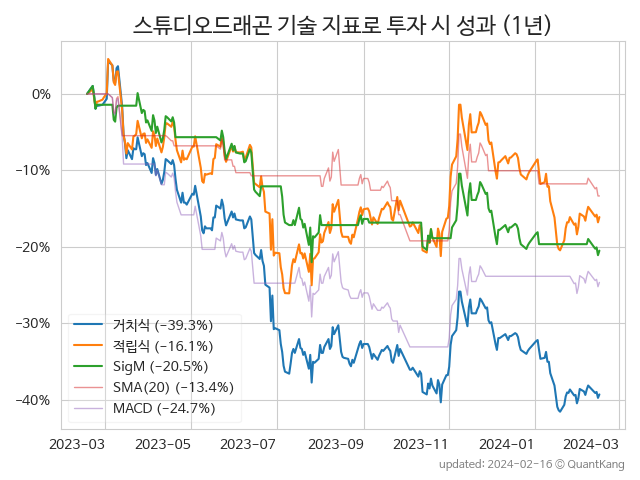 스튜디오드래곤 기술 지표로 투자 시 성과 (1년)
0%
−10%
−20%
−30%
−40%
거치식 (−39.3%)
적립식 (−16.1%)
SigM (−20.5%)
SMA(20) (−13.4%)
MACD (−24.7%)
2023-03
2023-05
2023-07
2023-09
2023-11
2024-01
2024-03
updated: 2024-02-16 © QuantKang